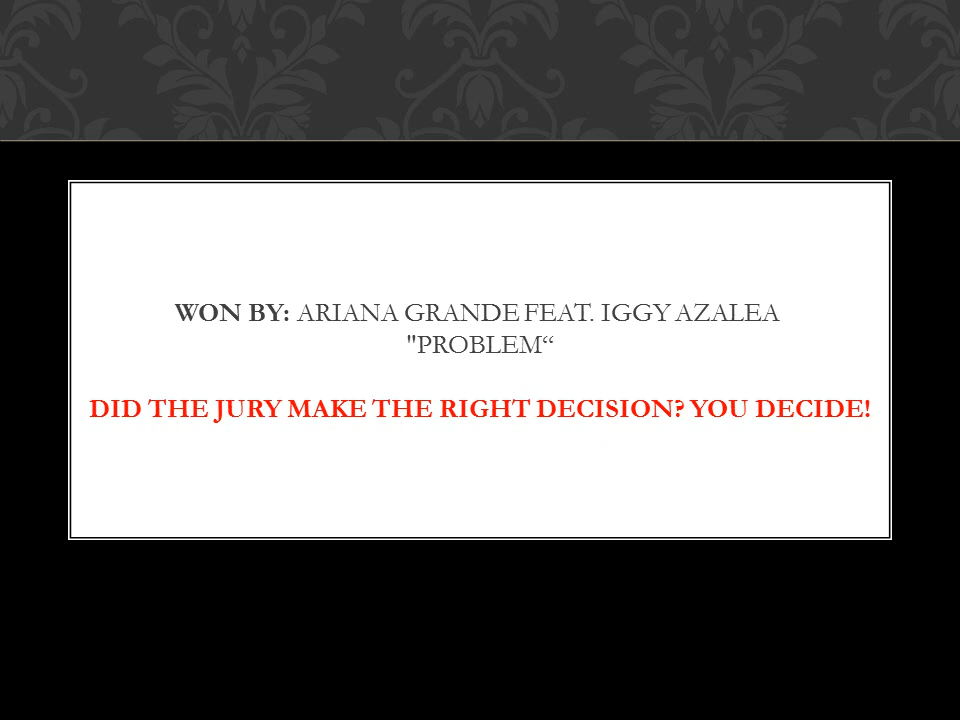 WON BY: ARIANA GRANDE FEAT. IGGY AZALEA
"PROBLEM“
DID THE JURY MAKE THE RIGHT DECISION? YOU DECIDE!